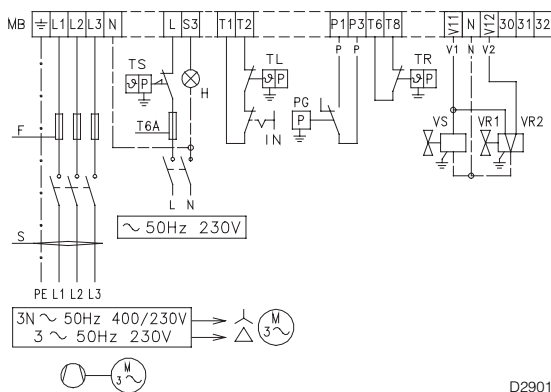 MB ⏚ L1 L2 L3 N L S3 T1 T2 P1 P3 T6 T8 V11 N V12 30 31 32
P P V1 N V2
TS ϑ P
H
TL ϑ P
TR ϑ P
PG P
F
T6A
IN
VS VR1 VR2
L N
S
~ 50Hz 230V
PE L1 L2 L3
3N ~ 50Hz 400/230V
3 ~ 50Hz 230V
M
3~
M
3~
D2901